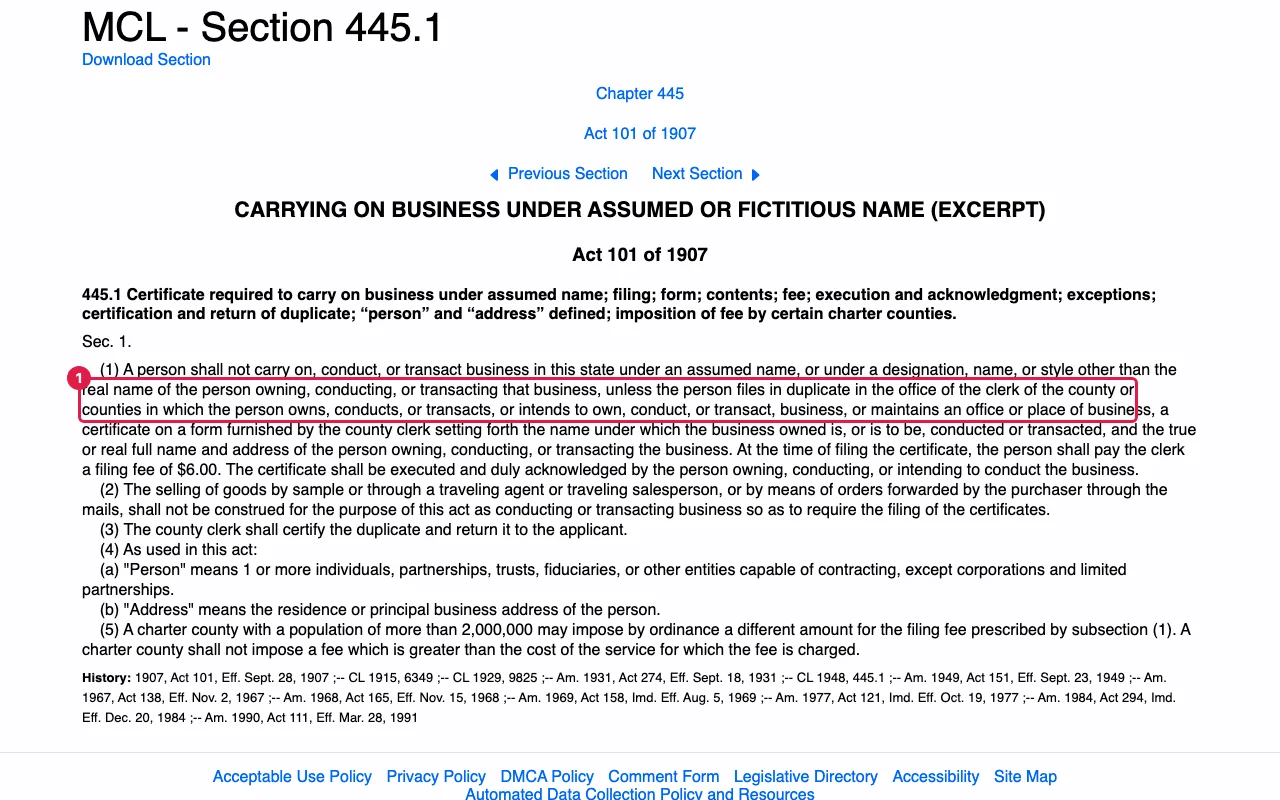 MCL - Section 445.1
Download Section
Chapter 445
Act 101 of 1907
Previous Section Next Section
CARRYING ON BUSINESS UNDER ASSUMED OR FICTITIOUS NAME (EXCERPT)
Act 101 of 1907
445.1 Certificate required to carry on business under assumed name; filing; form; contents; fee; execution and acknowledgment; exceptions;
certification and return of duplicate; “person” and “address” defined; imposition of fee by certain charter counties.
Sec. 1.
1
(1) A person shall not carry on, conduct, or transact business in this state under an assumed name, or under a designation, name, or style other than the
real name of the person owning, conducting, or transacting that business, unless the person files in duplicate in the office of the clerk of the county or
counties in which the person owns, conducts, or transacts, or intends to own, conduct, or transact, business, or maintains an office or place of business, a
certificate on a form furnished by the county clerk setting forth the name under which the business owned is, or is to be, conducted or transacted, and the true
or real full name and address of the person owning, conducting, or transacting the business. At the time of filing the certificate, the person shall pay the clerk
a filing fee of $6.00. The certificate shall be executed and duly acknowledged by the person owning, conducting, or intending to conduct the business.
(2) The selling of goods by sample or through a traveling agent or traveling salesperson, or by means of orders forwarded by the purchaser through the
mails, shall not be construed for the purpose of this act as conducting or transacting business so as to require the filing of the certificates.
(3) The county clerk shall certify the duplicate and return it to the applicant.
(4) As used in this act:
(a) "Person" means 1 or more individuals, partnerships, trusts, fiduciaries, or other entities capable of contracting, except corporations and limited
partnerships.
(b) "Address" means the residence or principal business address of the person.
(5) A charter county with a population of more than 2,000,000 may impose by ordinance a different amount for the filing fee prescribed by subsection (1). A
charter county shall not impose a fee which is greater than the cost of the service for which the fee is charged.
History: 1907, Act 101, Eff. Sept. 28, 1907 ;-- CL 1915, 6349 ;-- CL 1929, 9825 ;-- Am. 1931, Act 274, Eff. Sept. 18, 1931 ;-- CL 1948, 445.1 ;-- Am. 1949, Act 151, Eff. Sept. 23, 1949 ;-- Am.
1967, Act 138, Eff. Nov. 2, 1967 ;-- Am. 1968, Act 165, Eff. Nov. 15, 1968 ;-- Am. 1969, Act 158, Imd. Eff. Aug. 5, 1969 ;-- Am. 1977, Act 121, Imd. Eff. Oct. 19, 1977 ;-- Am. 1984, Act 294, Imd.
Eff. Dec. 20, 1984 ;-- Am. 1990, Act 111, Eff. Mar. 28, 1991
Acceptable Use Policy Privacy Policy DMCA Policy Comment Form Legislative Directory Accessibility Site Map
Automated Data Collection Policy and Resources